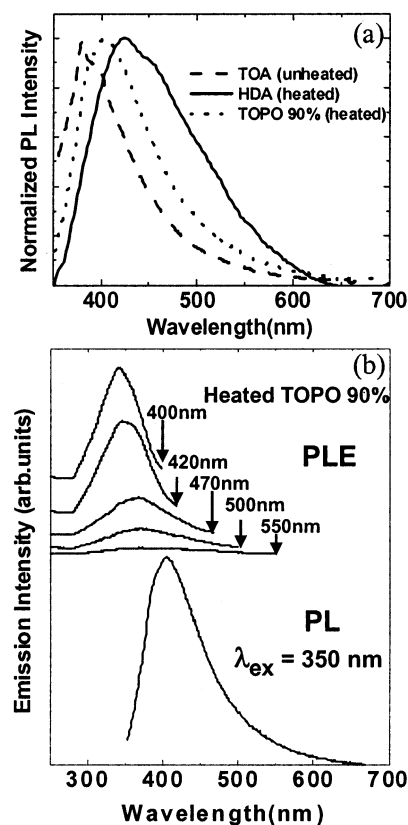 (a)
TOA (unheated)
HDA (heated)
TOPO 90% (heated)
Normalized PL Intensity
400 500 600 700
Wavelength(nm)
(b)
Heated TOPO 90%
400nm
PLE
420nm
470nm
500nm
550nm
PL
λex = 350 nm
Emission Intensity (arb.units)
300 400 500 600 700
Wavelength(nm)